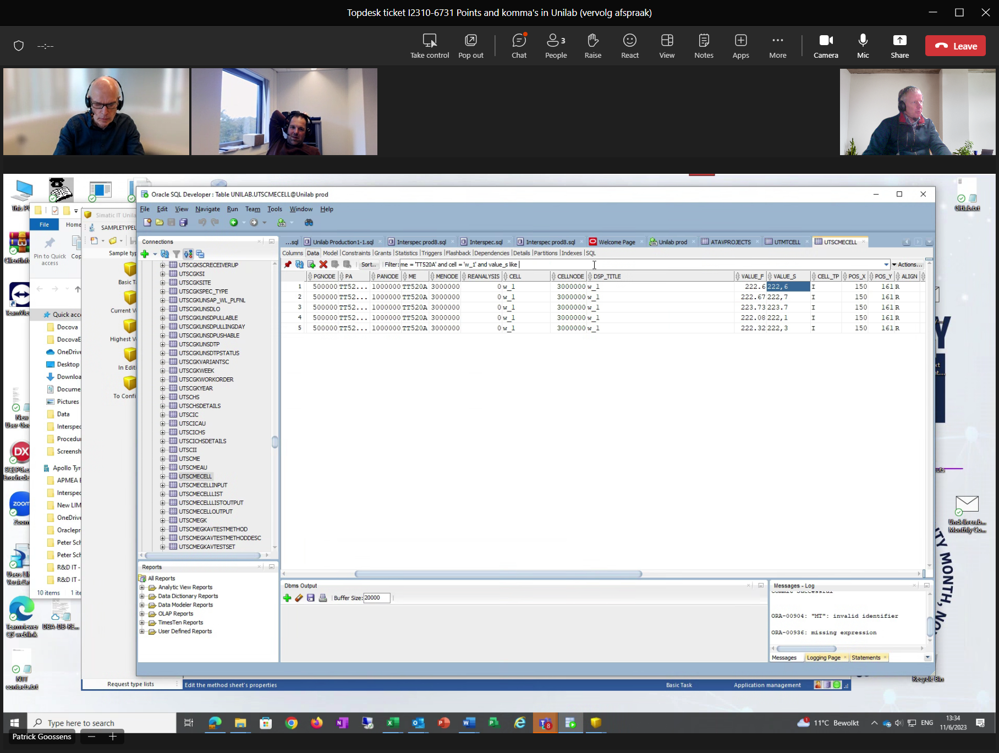 Topdesk ticket I2310-6731 Points and komma's in Unilab (vervolg afspraak)
--:--
Take control
Pop out
Chat
3
People
Raise
React
View
Notes
Apps
More
Camera
Mic
Share
Leave
Oracle SQL Developer : Table UNILAB.UTSCMECELL@Unilab prod
File Edit View Navigate Run Team Tools Window Help
Connections
...sql
Unilab Production1-1.sql
Interspec prod8.sql
Interspec.sql
Interspec prod8.sql
Welcome Page
Unilab prod
ATAVPROJECTS
UTMTCELL
UTSCMECELL
Columns Data Model Constraints Grants Statistics Triggers Flashback Dependencies Details Partitions Indexes SQL
Sort.. Filter: me = 'TT520A' and cell = 'w_1' and value_s like Actions...
PGNODE PA PANODE ME MENODE REANALYSIS CELL CELLNODE DSP_TITLE VALUE_F VALUE_S CELL_TP POS_X POS_Y ALIGN
1 500000 TT52... 1000000 TT520A 3000000 0 w_1 3000000 w_1 222.6 222,6 I 150 161 R
2 500000 TT52... 1000000 TT520A 3000000 0 w_1 3000000 w_1 222.67 222,7 I 150 161 R
3 500000 TT52... 1000000 TT520A 3000000 0 w_1 3000000 w_1 223.73 223.7 I 150 161 R
4 500000 TT52... 1000000 TT520A 3000000 0 w_1 3000000 w_1 222.08 222,1 I 150 161 R
5 500000 TT52... 1000000 TT520A 3000000 0 w_1 3000000 w_1 222.32 222,3 I 150 161 R
UTSCGKSCRECEIVERUP
UTSCGKSI
UTSCGKSITE
UTSCGKSPEC_TYPE
UTSCGKUNSAP_WL_PLFNL
UTSCGKUNSDLO
UTSCGKUNSDPULLABLE
UTSCGKUNSDPULLINGDAY
UTSCGKUNSDPUSHABLE
UTSCGKUNSDTP
UTSCGKUNSDTPSTATUS
UTSCGKVARIANTSC
UTSCGKWEEK
UTSCGKWORKORDER
UTSCGKYEAR
UTSCHS
UTSCHSDETAILS
UTSCIC
UTSCICAU
UTSCICHS
UTSCICHSDETAILS
UTSCII
UTSCME
UTSCMEAU
UTSCMECELL
UTSCMECELLINPUT
UTSCMECELLLIST
UTSCMECELLLISTOUTPUT
UTSCMECELLOUTPUT
UTSCMEGK
UTSCMEGKAVTESTMETHOD
UTSCMEGKAVTESTMETHODDESC
UTSCMEGKAVTESTSET
Reports
All Reports
Analytic View Reports
Data Dictionary Reports
Data Modeler Reports
OLAP Reports
TimesTen Reports
User Defined Reports
Dbms Output
Buffer Size: 20000
Messages - Log
Commit Successful
ORA-00904: "MT": invalid identifier
ORA-00936: missing expression
Messages
Logging Page
Statements
This PC
File
Home
Pin to Quick access
Simatic IT Unila
SAMPLETYPEL
Sample typ
Basic T
Current V
Highest V
In Edit
To Confi
Quick acc
Docova
DocovaE
OneDrive
Desktop
Downloa
Docume
Pictures
Data
Interspec
Procedur
Screensh
Apollo Tyr
APMEA E
Interspec
New LIM
OneDrive
Oraclepr
Peter Sch
Peter Sch
R&D IT -
R&D IT -
10 items
1 ite
zoom
Zoom
DX
Teamviewer QS weblink
DBA-DB-RE...
NTT contacts.txt
Gitlab.txt
Undeliverab... Monthly Co...
ITY MONTH, NO
Recycle Bin
Request type lists
Edit the method sheet's properties
Basic Task
Application management
Type here to search
8
11°C Bewolkt
ENG
13:34
11/6/2023
Patrick Goossens